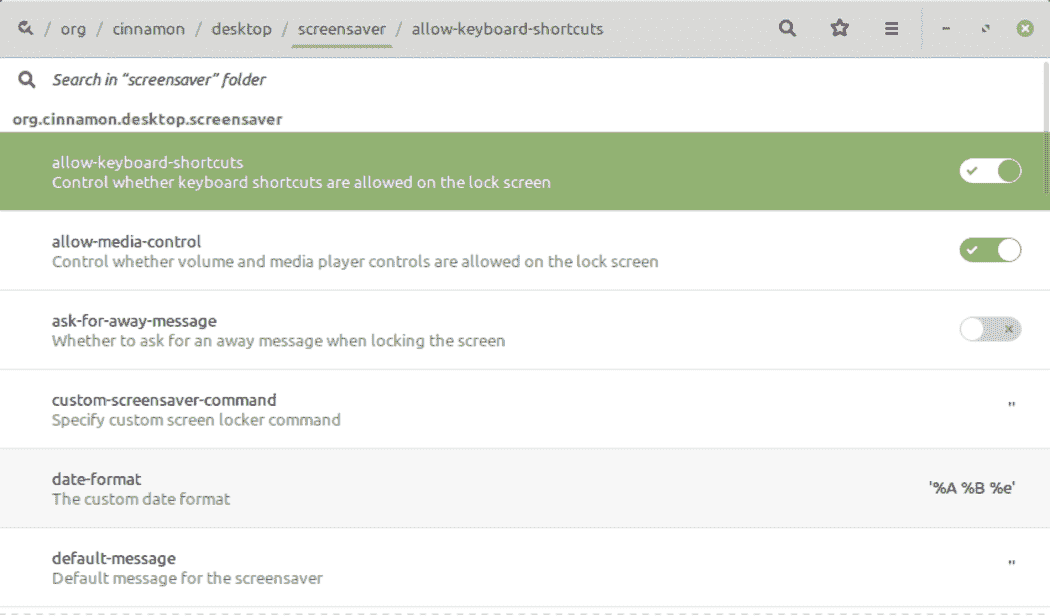 / org / cinnamon / desktop / screensaver / allow-keyboard-shortcuts
Search in “screensaver” folder
org.cinnamon.desktop.screensaver
allow-keyboard-shortcuts
Control whether keyboard shortcuts are allowed on the lock screen
allow-media-control
Control whether volume and media player controls are allowed on the lock screen
ask-for-away-message
Whether to ask for an away message when locking the screen
custom-screensaver-command
Specify custom screen locker command
''
date-format
The custom date format
'%A %B %e'
default-message
Default message for the screensaver
''